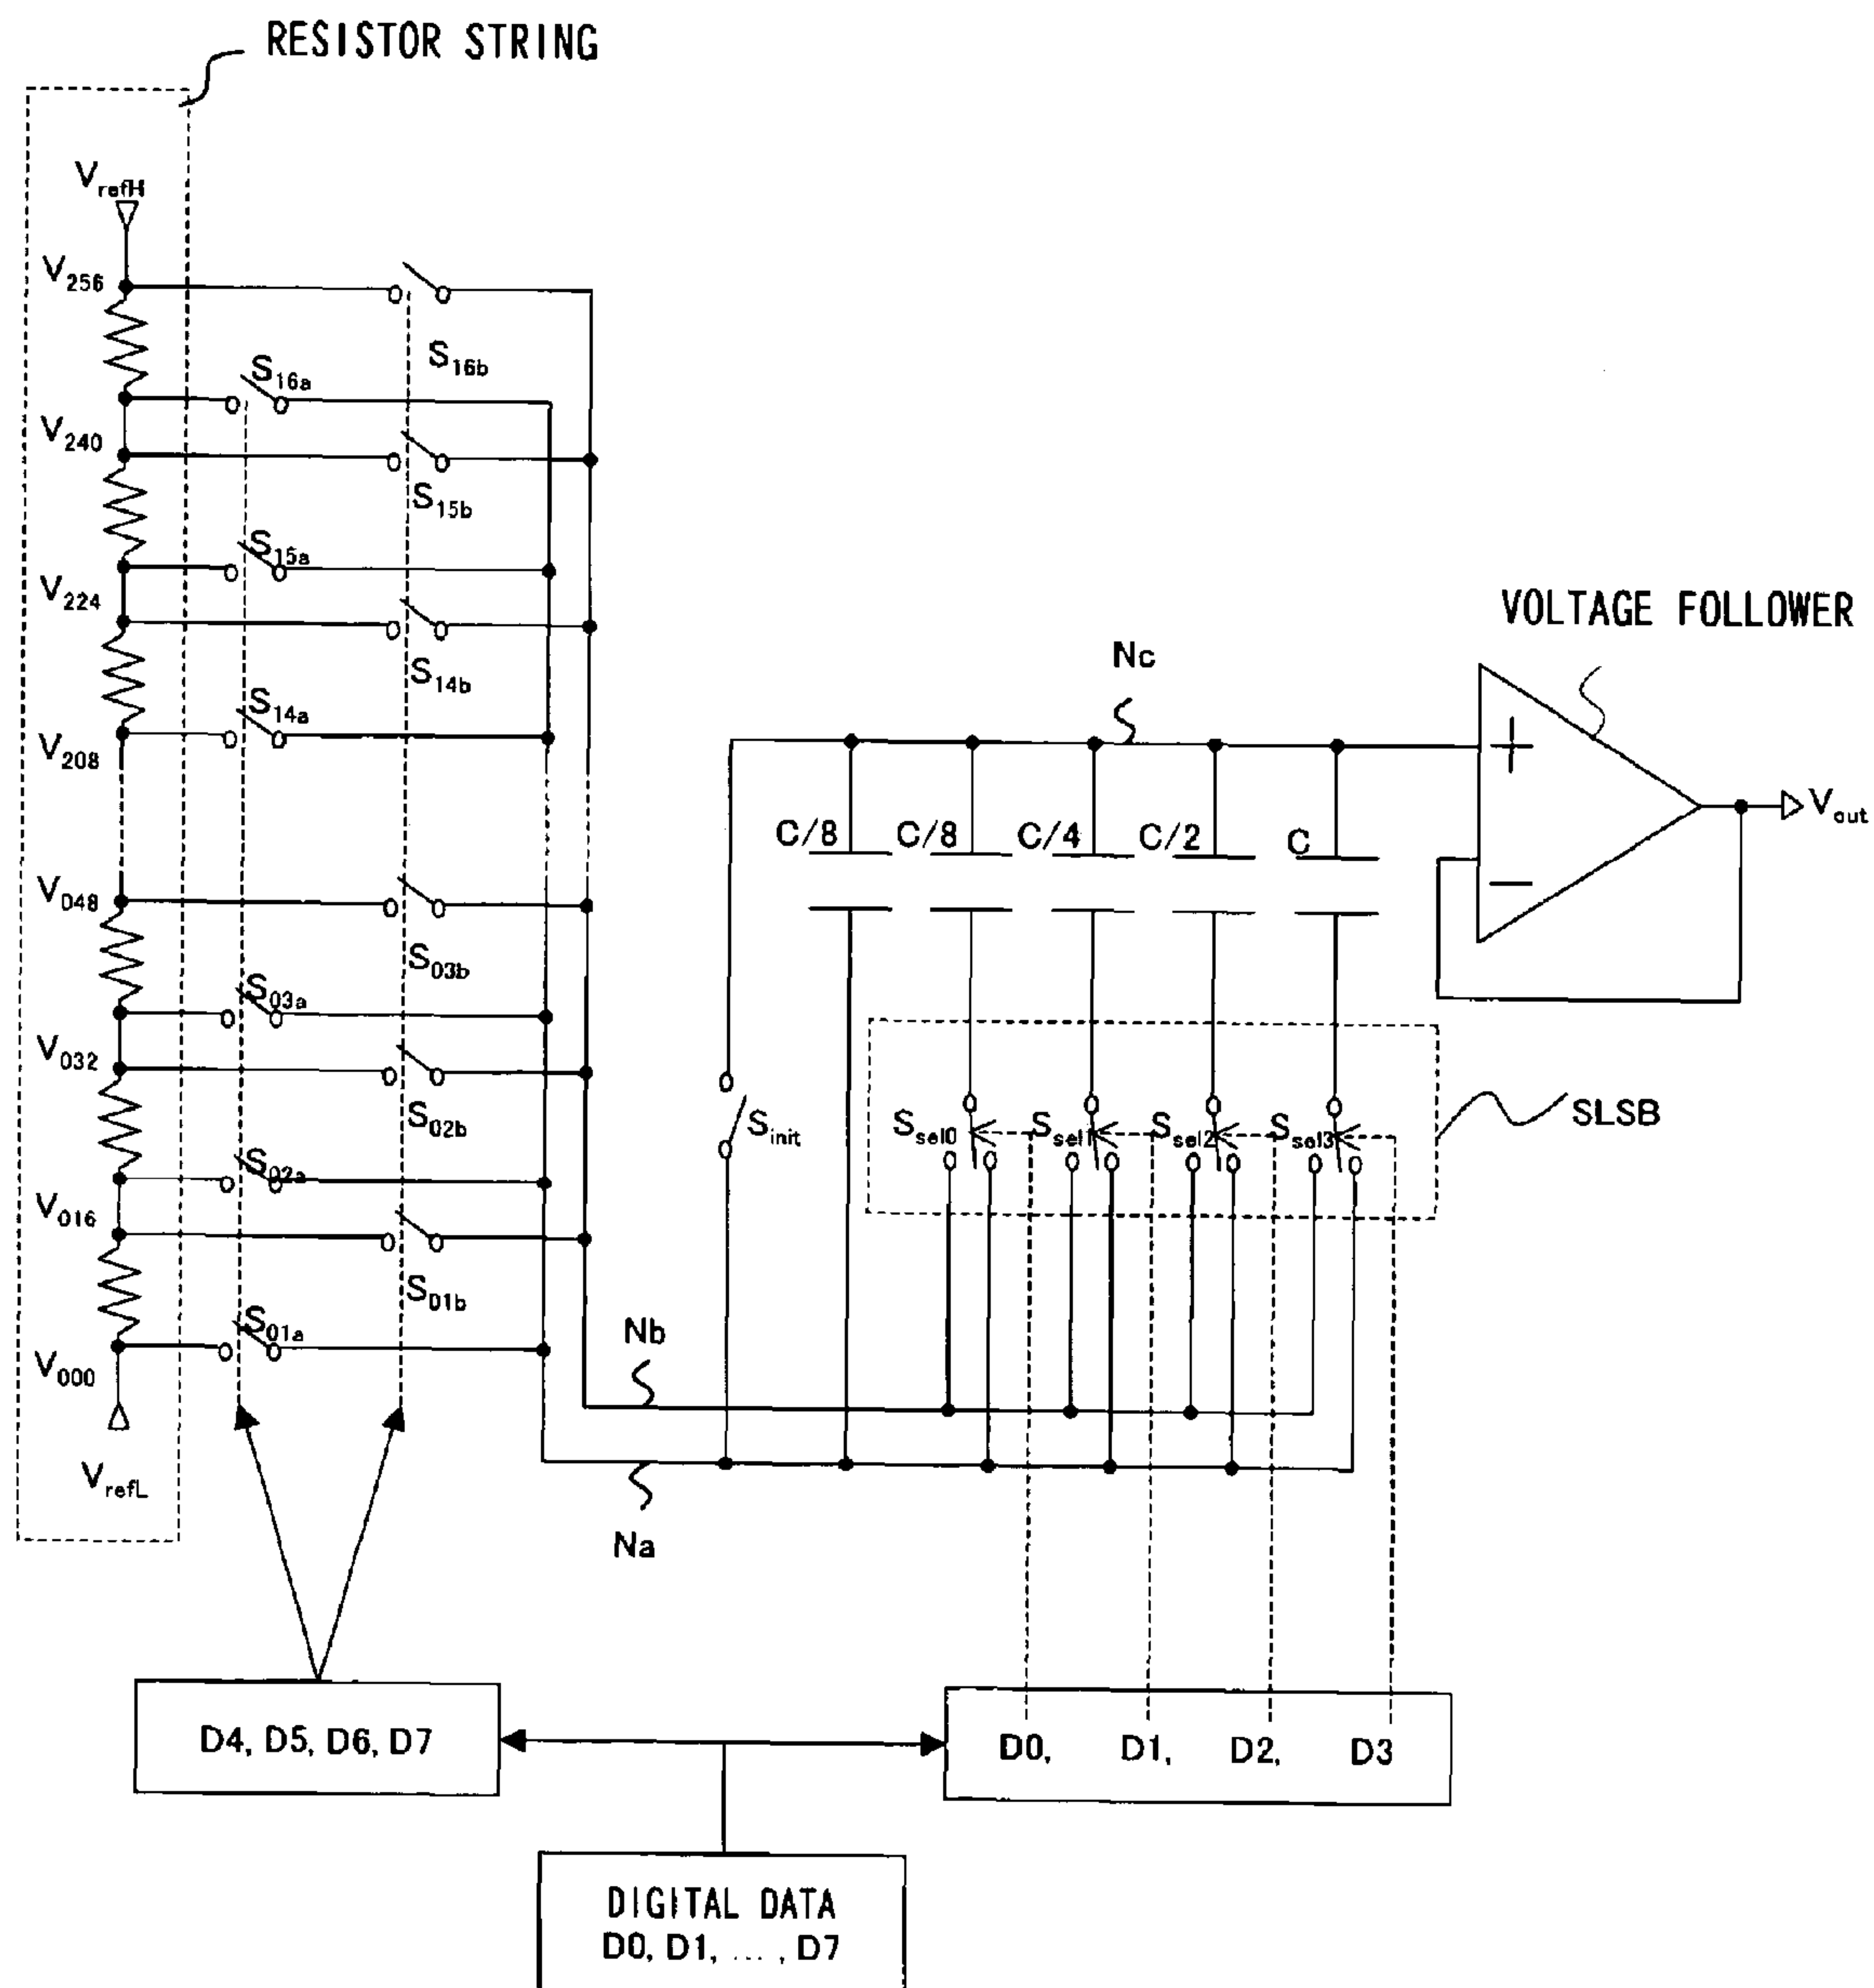 RESISTOR STRING
VrefH
V256
S16b
S16a
V240
S15b
S15a
V224
S14b
S14a
V208
VOLTAGE FOLLOWER
Nc
+
−
Vout
C/8
C/8
C/4
C/2
C
V048
S03b
S03a
V032
S02b
S02a
V016
S01b
S01a
V000
VrefL
Sinit
Ssel0
Ssel1
Ssel2
Ssel3
SLSB
Nb
Na
D4, D5, D6, D7
D0, D1, D2, D3
DIGITAL DATA
D0, D1, ..., D7